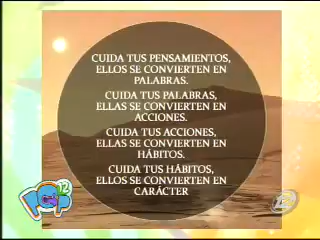 CUIDA TUS PENSAMIENTOS,
ELLOS SE CONVIERTEN EN
PALABRAS.
CUIDA TUS PALABRAS,
ELLAS SE CONVIERTEN EN
ACCIONES.
CUIDA TUS ACCIONES,
ELLAS SE CONVIERTEN EN
HÁBITOS.
CUIDA TUS HÁBITOS,
ELLOS SE CONVIERTEN EN
CARÁCTER
12